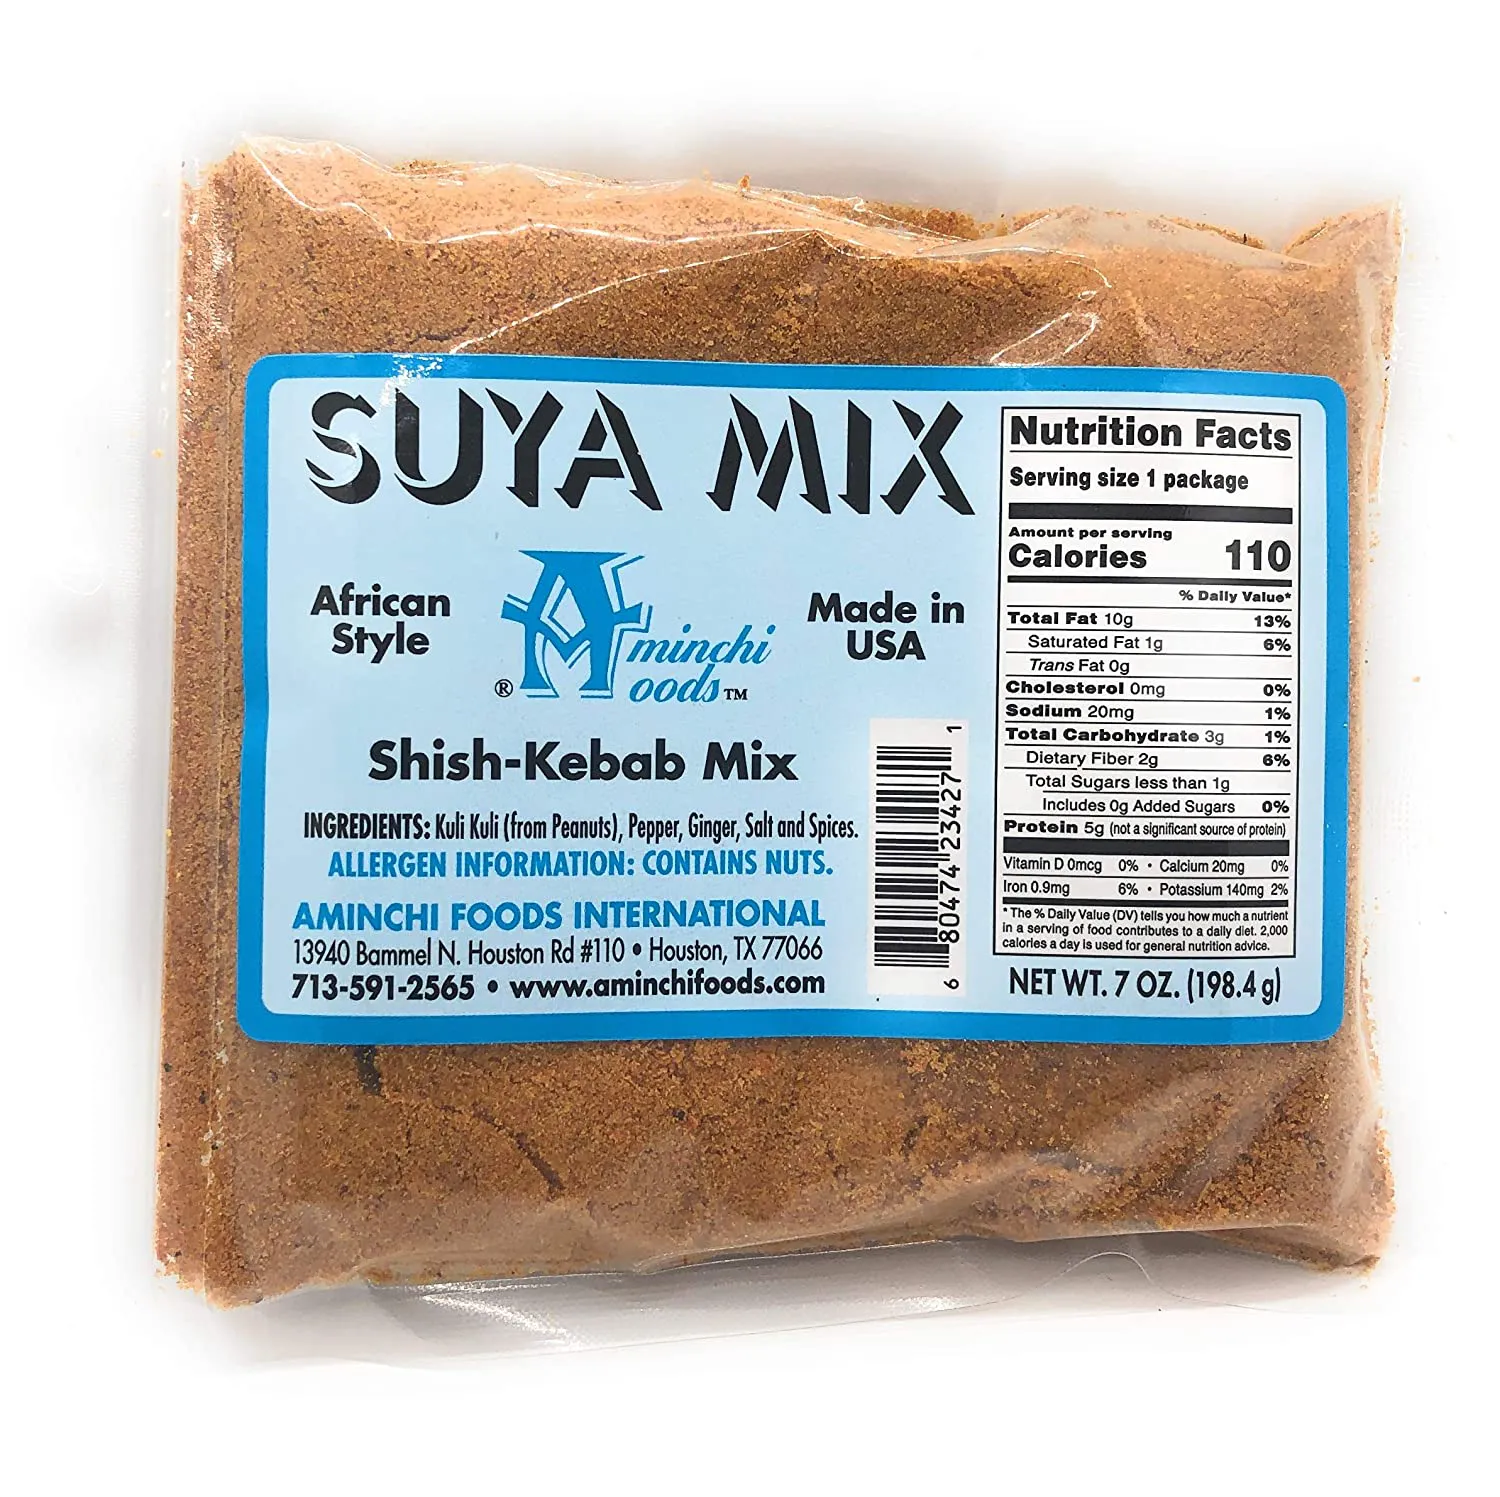 SUYA MIX
African
Style
®
Aminchi
Foods™
Made in
USA
Shish-Kebab Mix
INGREDIENTS: Kuli Kuli (from Peanuts), Pepper, Ginger, Salt and Spices.
ALLERGEN INFORMATION: CONTAINS NUTS.
AMINCHI FOODS INTERNATIONAL
13940 Bammel N. Houston Rd #110 • Houston, TX 77066
713-591-2565 • www.aminchifoods.com
6 80474 23427 1
Nutrition Facts
Serving size 1 package
Amount per serving
Calories 110
% Daily Value*
Total Fat 10g 13%
Saturated Fat 1g 6%
Trans Fat 0g
Cholesterol 0mg 0%
Sodium 20mg 1%
Total Carbohydrate 3g 1%
Dietary Fiber 2g 6%
Total Sugars less than 1g
Includes 0g Added Sugars 0%
Protein 5g (not a significant source of protein)
Vitamin D 0mcg 0% • Calcium 20mg 0%
Iron 0.9mg 6% • Potassium 140mg 2%
* The % Daily Value (DV) tells you how much a nutrient
in a serving of food contributes to a daily diet. 2,000
calories a day is used for general nutrition advice.
NET WT. 7 OZ. (198.4 g)